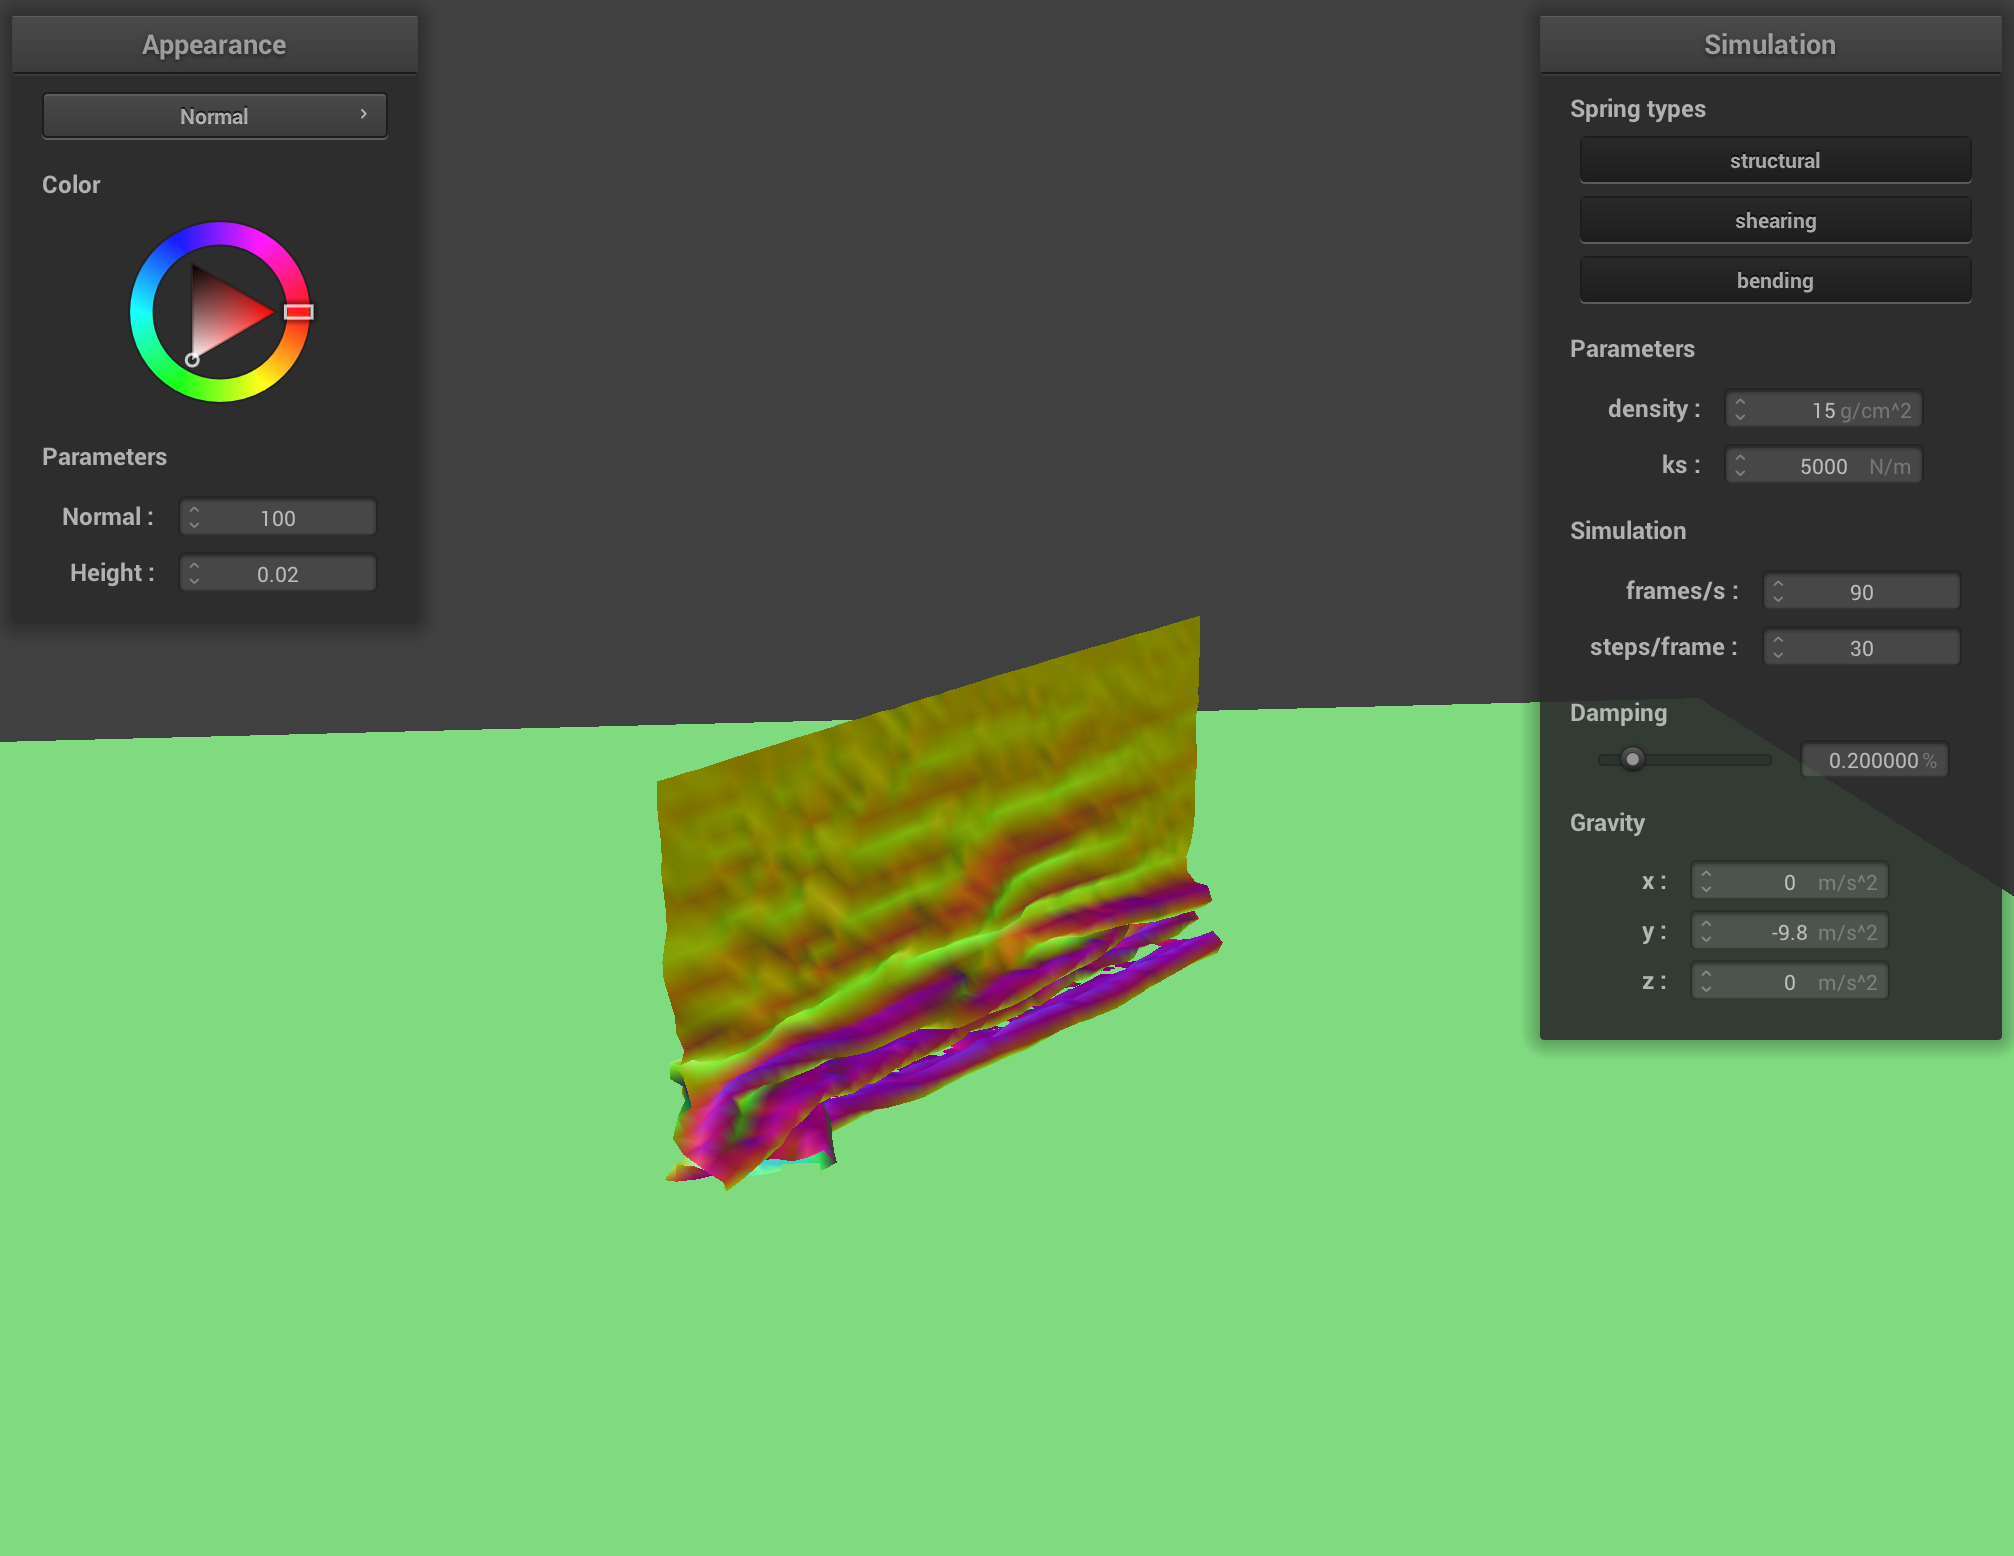 Appearance
Normal
Color
Parameters
Normal : 100
Height : 0.02
Simulation
Spring types
structural
shearing
bending
Parameters
density : 15 g/cm^2
ks : 5000 N/m
Simulation
frames/s : 90
steps/frame : 30
Damping
0.200000 %
Gravity
x : 0 m/s^2
y : -9.8 m/s^2
z : 0 m/s^2